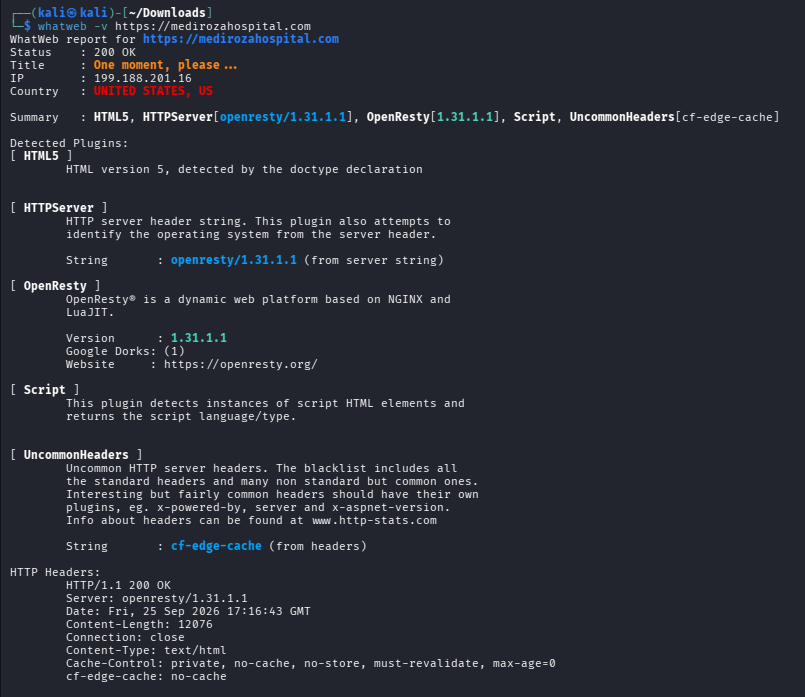 ┌──(kali㉿kali)-[~/Downloads]
└─$ whatweb -v https://medirozahospital.com
WhatWeb report for https://medirozahospital.com
Status    : 200 OK
Title     : One moment, please...
IP        : 199.188.201.16
Country   : UNITED STATES, US

Summary   : HTML5, HTTPServer[openresty/1.31.1.1], OpenResty[1.31.1.1], Script, UncommonHeaders[cf-edge-cache]

Detected Plugins:
[ HTML5 ]
        HTML version 5, detected by the doctype declaration


[ HTTPServer ]
        HTTP server header string. This plugin also attempts to
        identify the operating system from the server header.

        String       : openresty/1.31.1.1 (from server string)

[ OpenResty ]
        OpenResty® is a dynamic web platform based on NGINX and
        LuaJIT.

        Version      : 1.31.1.1
        Google Dorks: (1)
        Website     : https://openresty.org/

[ Script ]
        This plugin detects instances of script HTML elements and
        returns the script language/type.


[ UncommonHeaders ]
        Uncommon HTTP server headers. The blacklist includes all
        the standard headers and many non standard but common ones.
        Interesting but fairly common headers should have their own
        plugins, eg. x-powered-by, server and x-aspnet-version.
        Info about headers can be found at www.http-stats.com

        String       : cf-edge-cache (from headers)

HTTP Headers:
        HTTP/1.1 200 OK
        Server: openresty/1.31.1.1
        Date: Fri, 25 Sep 2026 17:16:43 GMT
        Content-Length: 12076
        Connection: close
        Content-Type: text/html
        Cache-Control: private, no-cache, no-store, must-revalidate, max-age=0
        cf-edge-cache: no-cache